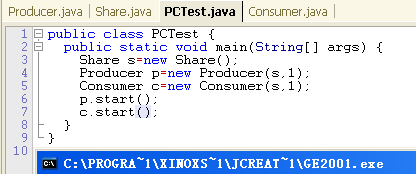 Producer.java Share.java PCTest.java Consumer.java
1 public class PCTest {
2 public static void main(String[] args) {
3 Share s=new Share();
4 Producer p=new Producer(s,1);
5 Consumer c=new Consumer(s,1);
6 p.start();
7 c.start();
8 }
9 }
10
C:\PROGRA~1\XINOXS~1\JCREAT~1\GE2001.exe